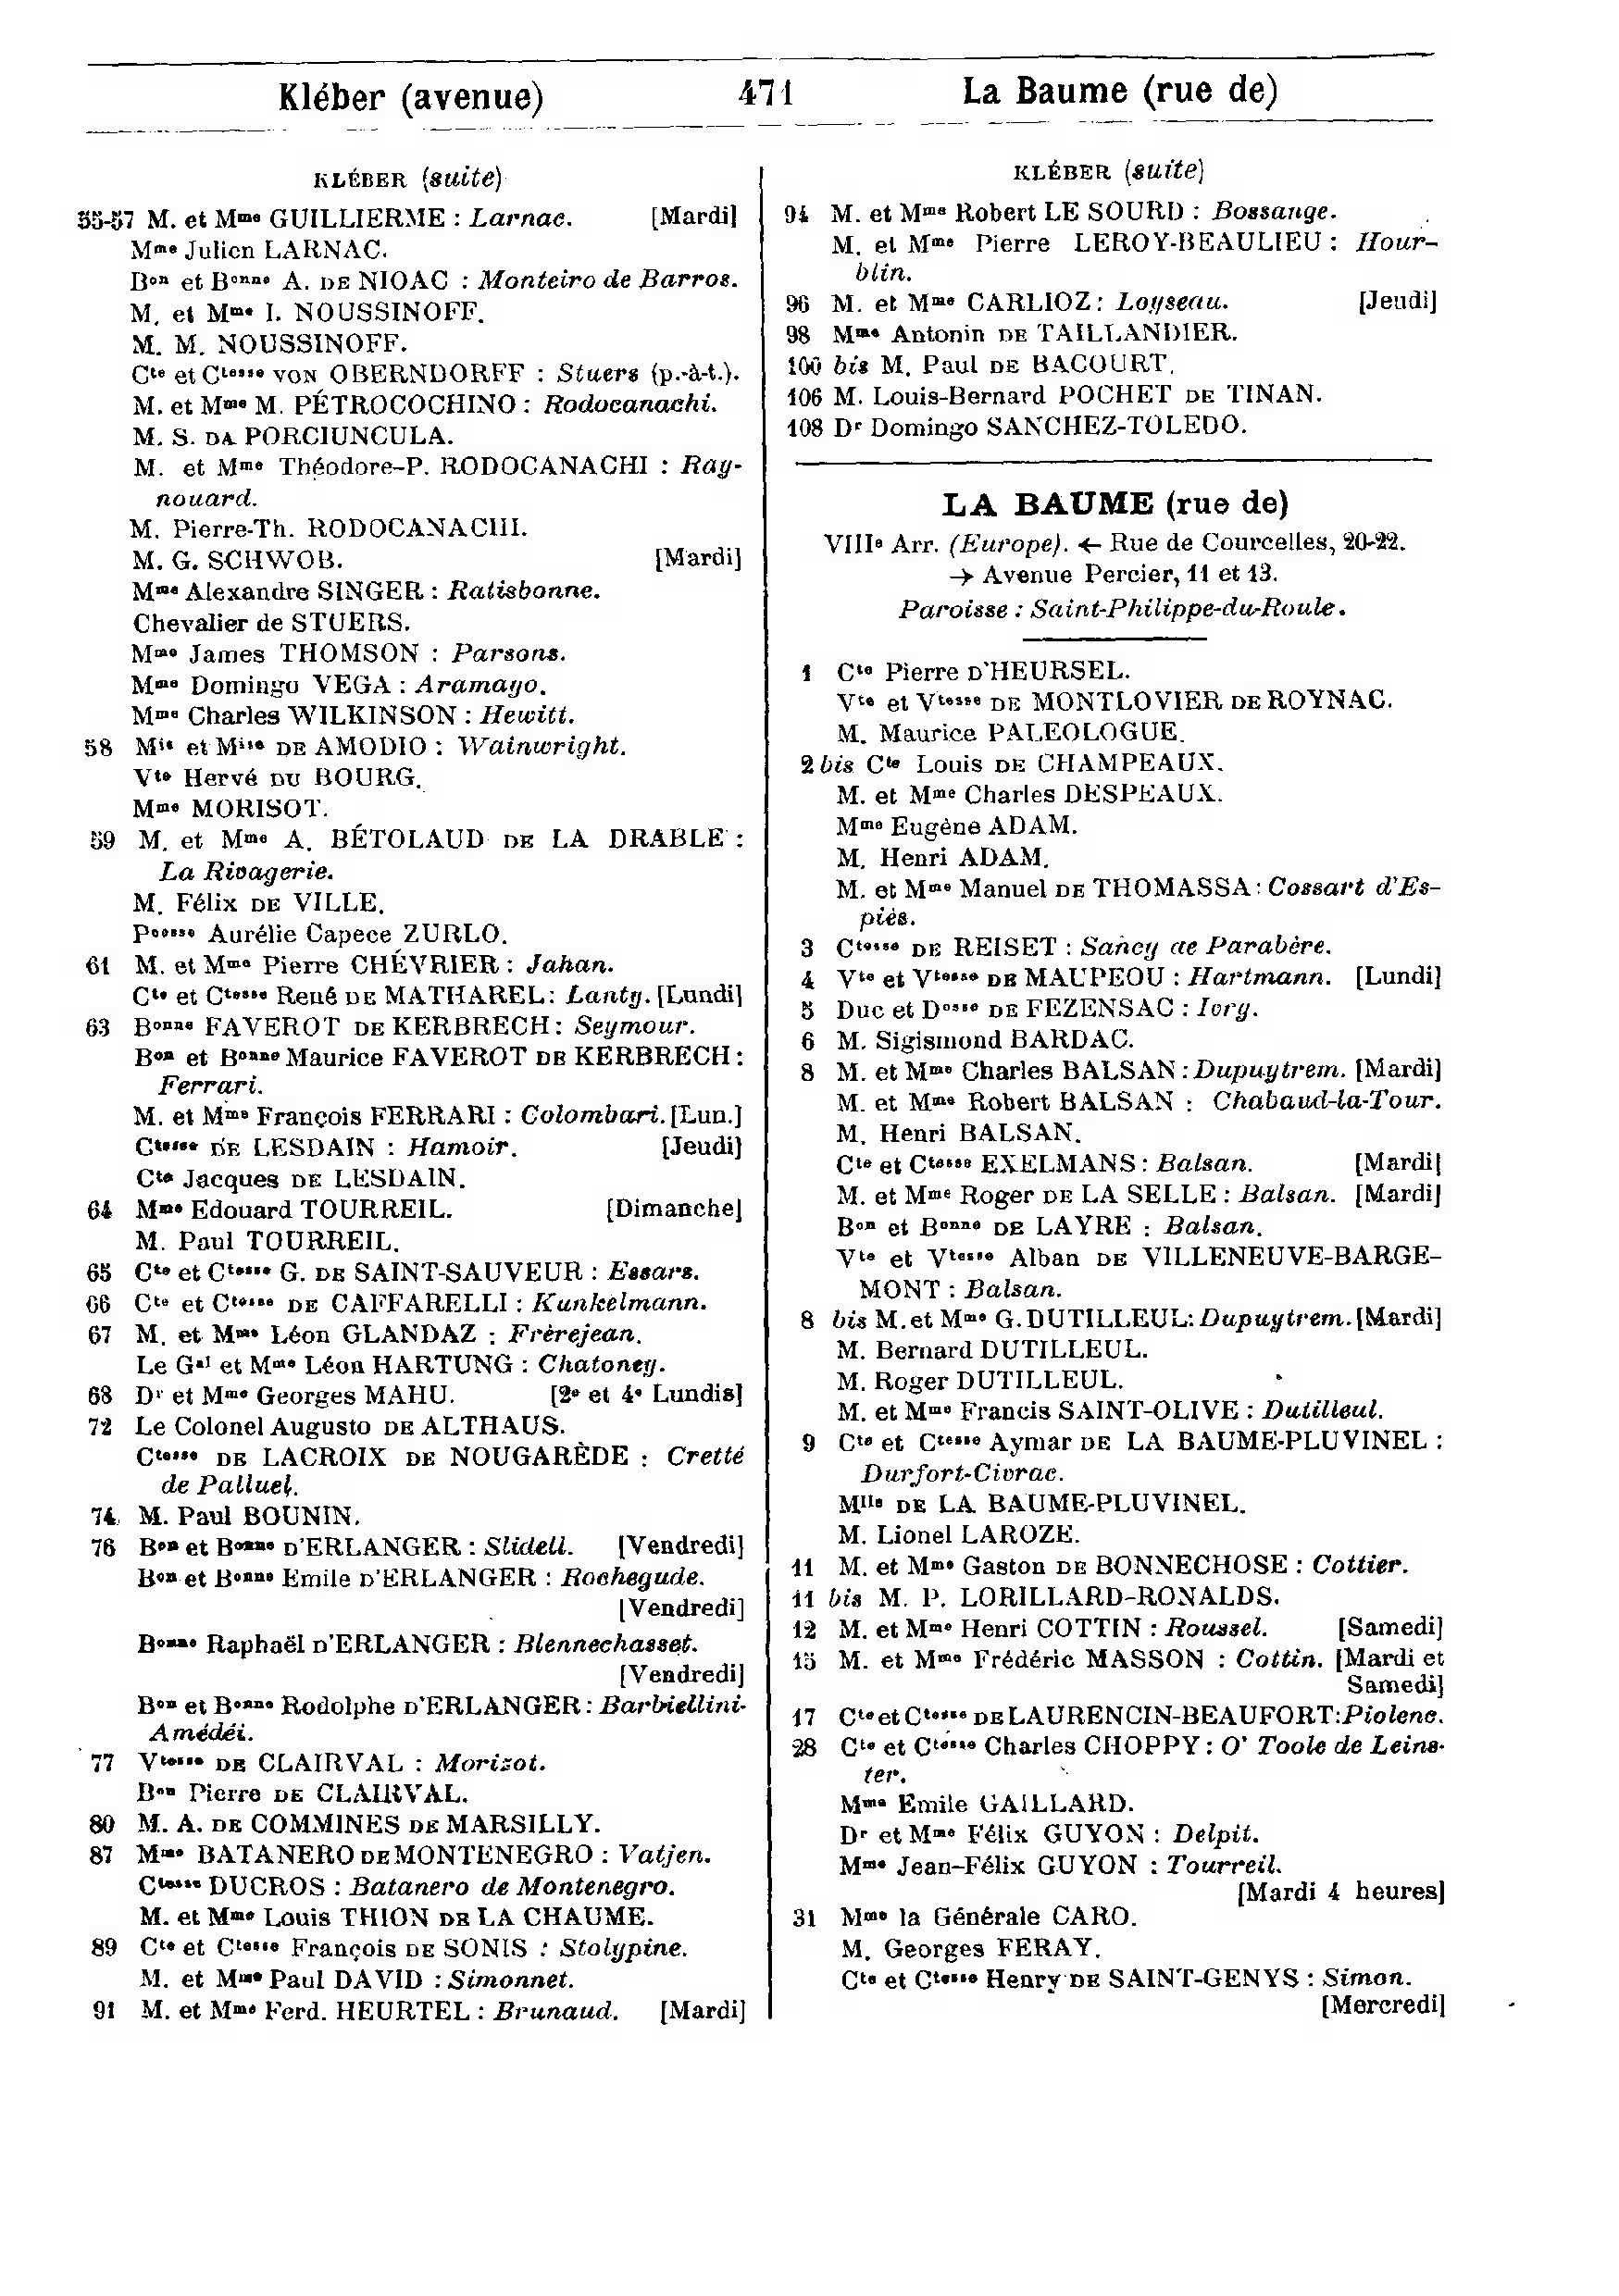 Kléber (avenue) 471 La Baume (rue de)
KLÉBER (suite)
55-57 M. et Mme GUILLIERME : Larnac. [Mardi]
Mme Julien LARNAC.
Bon et Bonne A. DE NIOAC : Monteiro de Barros.
M. et Mme I. NOUSSINOFF.
M. M. NOUSSINOFF.
Cte et Ctesse VON OBERNDORFF : Stuers (p.-à-t.).
M. et Mme M. PÉTROCOCHINO : Rodocanachi.
M. S. DA PORCIUNCULA.
M. et Mme Théodore-P. RODOCANACHI : Ray-
nouard.
M. Pierre-Th. RODOCANACHI.
M. G. SCHWOB. [Mardi]
Mme Alexandre SINGER : Ratisbonne.
Chevalier de STUERS.
Mme James THOMSON : Parsons.
Mme Domingo VEGA : Aramayo.
Mme Charles WILKINSON : Hewitt.
58 Mis et Mise DE AMODIO : Wainwright.
Vte Hervé DU BOURG.
Mme MORISOT.
59 M. et Mme A. BÉTOLAUD DE LA DRABLE :
La Rivagerie.
M. Félix DE VILLE.
Pcesse Aurélie Capece ZURLO.
61 M. et Mme Pierre CHÉVRIER : Jahan.
Cte et Ctesse René DE MATHAREL : Lanty. [Lundi]
63 Bonne FAVEROT DE KERBRECH : Seymour.
Bon et Bonne Maurice FAVEROT DE KERBRECH :
Ferrari.
M. et Mme François FERRARI : Colombari. [Lun.]
Ctesse DE LESDAIN : Hamoir. [Jeudi]
Cte Jacques DE LESDAIN.
64 Mme Edouard TOURREIL. [Dimanche]
M. Paul TOURREIL.
65 Cte et Ctesse G. DE SAINT-SAUVEUR : Essars.
66 Cte et Ctesse DE CAFFARELLI : Kunkelmann.
67 M. et Mme Léon GLANDAZ : Frèrejean.
Le Gal et Mme Léon HARTUNG : Chatoney.
68 Dr et Mme Georges MAHU. [2e et 4e Lundis]
72 Le Colonel Augusto DE ALTHAUS.
Ctesse DE LACROIX DE NOUGARÈDE : Cretté
de Palluel.
74 M. Paul BOUNIN.
76 Bon et Bonne D'ERLANGER : Slidell. [Vendredi]
Bon et Bonne Emile D'ERLANGER : Rochegude.
[Vendredi]
Bonne Raphaël D'ERLANGER : Blennechasset.
[Vendredi]
Bon et Bonne Rodolphe D'ERLANGER : Barbiellini-
Amédéi.
77 Vtesse DE CLAIRVAL : Morizot.
Bon Pierre DE CLAIRVAL.
80 M. A. DE COMMINES DE MARSILLY.
87 Mme BATANERO DE MONTENEGRO : Vatjen.
Ctesse DUCROS : Batanero de Montenegro.
M. et Mme Louis THION DE LA CHAUME.
89 Cte et Ctesse François DE SONIS : Stolypine.
M. et Mme Paul DAVID : Simonnet.
91 M. et Mme Ferd. HEURTEL : Brunaud. [Mardi]
KLÉBER (suite)
94 M. et Mme Robert LE SOURD : Bossange.
M. et Mme Pierre LEROY-BEAULIEU : Hour-
blin.
96 M. et Mme CARLIOZ : Loyseau. [Jeudi]
98 Mme Antonin DE TAILLANDIER.
100 bis M. Paul DE BACOURT.
106 M. Louis-Bernard POCHET DE TINAN.
108 Dr Domingo SANCHEZ-TOLEDO.
LA BAUME (rue de)
VIIIe Arr. (Europe). ← Rue de Courcelles, 20-22.
→ Avenue Percier, 11 et 13.
Paroisse : Saint-Philippe-du-Roule.
1 Cte Pierre D'HEURSEL.
Vte et Vtesse DE MONTLOVIER DE ROYNAC.
M. Maurice PALEOLOGUE.
2 bis Cte Louis DE CHAMPEAUX.
M. et Mme Charles DESPEAUX.
Mme Eugène ADAM.
M. Henri ADAM.
M. et Mme Manuel DE THOMASSA : Cossart d'Es-
piès.
3 Ctesse DE REISET : Sancy de Parabère.
4 Vte et Vtesse DE MAUPEOU : Hartmann. [Lundi]
5 Duc et Dosse DE FEZENSAC : Ivry.
6 M. Sigismond BARDAC.
8 M. et Mme Charles BALSAN : Dupuytrem. [Mardi]
M. et Mme Robert BALSAN : Chabaud-la-Tour.
M. Henri BALSAN.
Cte et Ctesse EXELMANS : Balsan. [Mardi]
M. et Mme Roger DE LA SELLE : Balsan. [Mardi]
Bon et Bonne DE LAYRE : Balsan.
Vte et Vtesse Alban DE VILLENEUVE-BARGE-
MONT : Balsan.
8 bis M. et Mme G. DUTILLEUL : Dupuytrem. [Mardi]
M. Bernard DUTILLEUL.
M. Roger DUTILLEUL.
M. et Mme Francis SAINT-OLIVE : Dutilleul.
9 Cte et Ctesse Aymar DE LA BAUME-PLUVINEL :
Durfort-Civrac.
Mlle DE LA BAUME-PLUVINEL.
M. Lionel LAROZE.
11 M. et Mme Gaston DE BONNECHOSE : Cottier.
11 bis M. P. LORILLARD-RONALDS.
12 M. et Mme Henri COTTIN : Roussel. [Samedi]
15 M. et Mme Frédéric MASSON : Cottin. [Mardi et
Samedi]
17 Cte et Ctesse DE LAURENCIN-BEAUFORT : Piolenc.
28 Cte et Ctesse Charles CHOPPY : O' Toole de Leins-
ter.
Mme Emile GAILLARD.
Dr et Mme Félix GUYON : Delpit.
Mme Jean-Félix GUYON : Tourreil.
[Mardi 4 heures]
31 Mme la Générale CARO.
M. Georges FERAY.
Cte et Ctesse Henry DE SAINT-GENYS : Simon.
[Mercredi]